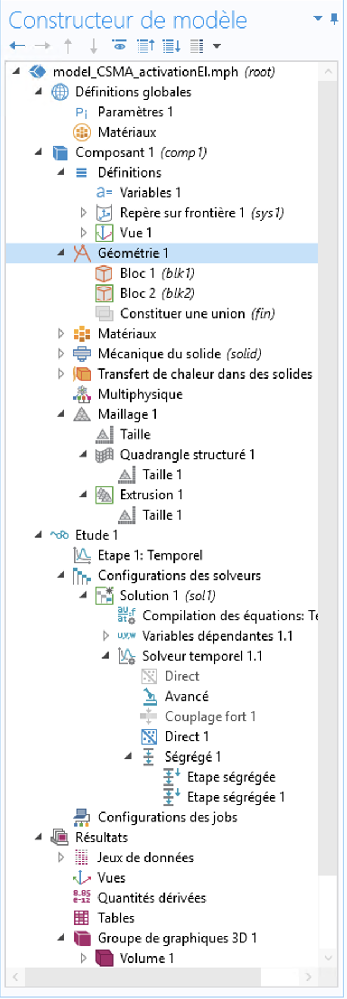 Constructeur de modèle
model_CSMA_activationEl.mph (root)
Définitions globales
Pi Paramètres 1
Matériaux
Composant 1 (comp1)
Définitions
a= Variables 1
Repère sur frontière 1 (sys1)
Vue 1
Géométrie 1
Bloc 1 (blk1)
Bloc 2 (blk2)
Constituer une union (fin)
Matériaux
Mécanique du solide (solid)
Transfert de chaleur dans des solides
Multiphysique
Maillage 1
Taille
Quadrangle structuré 1
Taille 1
Extrusion 1
Taille 1
Etude 1
Etape 1: Temporel
Configurations des solveurs
Solution 1 (sol1)
Compilation des équations: Te
u,v,w Variables dépendantes 1.1
Solveur temporel 1.1
Direct
Avancé
Couplage fort 1
Direct 1
Ségrégé 1
Etape ségrégée
Etape ségrégée 1
Configurations des jobs
Résultats
Jeux de données
Vues
8.85 e-12 Quantités dérivées
Tables
Groupe de graphiques 3D 1
Volume 1